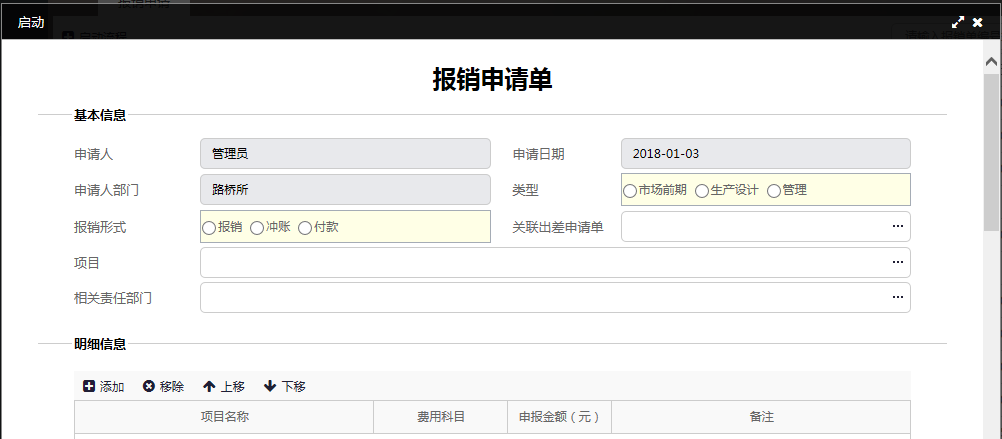 启动
报销申请单
基本信息
申请人 管理员 申请日期 2018-01-03
申请人部门 路桥所 类型 市场前期 生产设计 管理
报销形式 报销 冲账 付款 关联出差申请单 ...
项目 ...
相关责任部门 ...
明细信息
添加 移除 上移 下移
项目名称 费用科目 申报金额（元） 备注